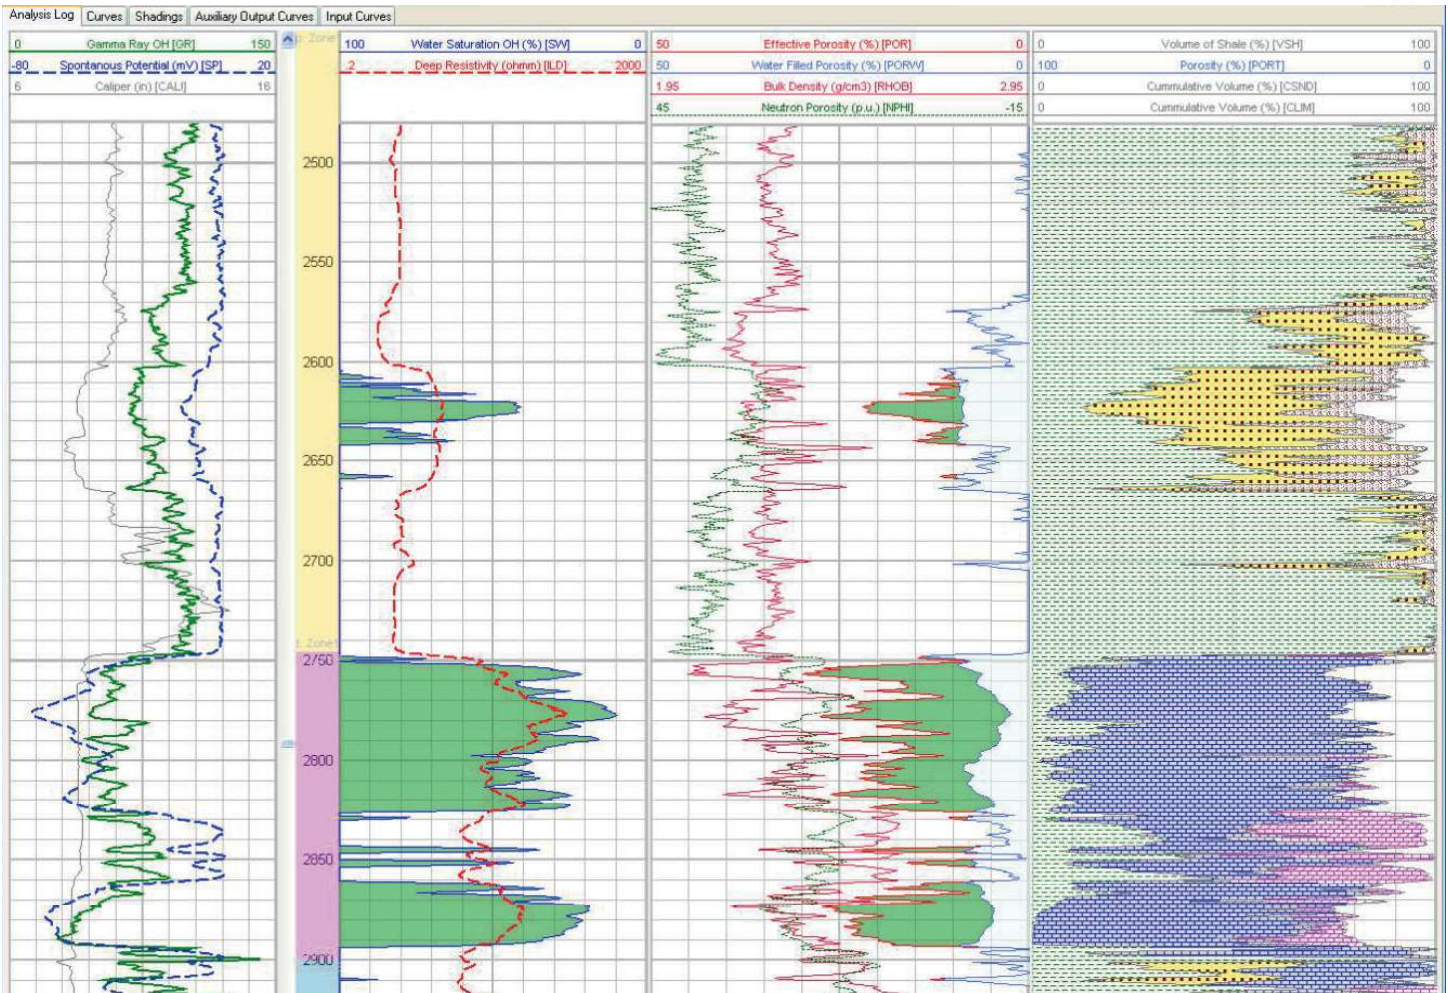 Analysis Log Curves Shadings Auxiliary Output Curves Input Curves
0 Gamma Ray OH [GR] 150
-80 Spontanous Potential (mV) [SP] 20
6 Caliper (in) [CALI] 16
100 Water Saturation OH (%) [SW] 0
.2 Deep Resistivity (ohmm) [ILD] 2000
50 Effective Porosity (%) [POR] 0
50 Water Filled Porosity (%) [PORW] 0
1.95 Bulk Density (g/cm3) [RHOB] 2.95
45 Neutron Porosity (p.u.) [NPHI] -15
0 Volume of Shale (%) [VSH] 100
100 Porosity (%) [PORT] 0
0 Cummulative Volume (%) [CSND] 100
0 Cummulative Volume (%) [CLIM] 100
2500
2550
2600
2650
2700
2750
2800
2850
2900